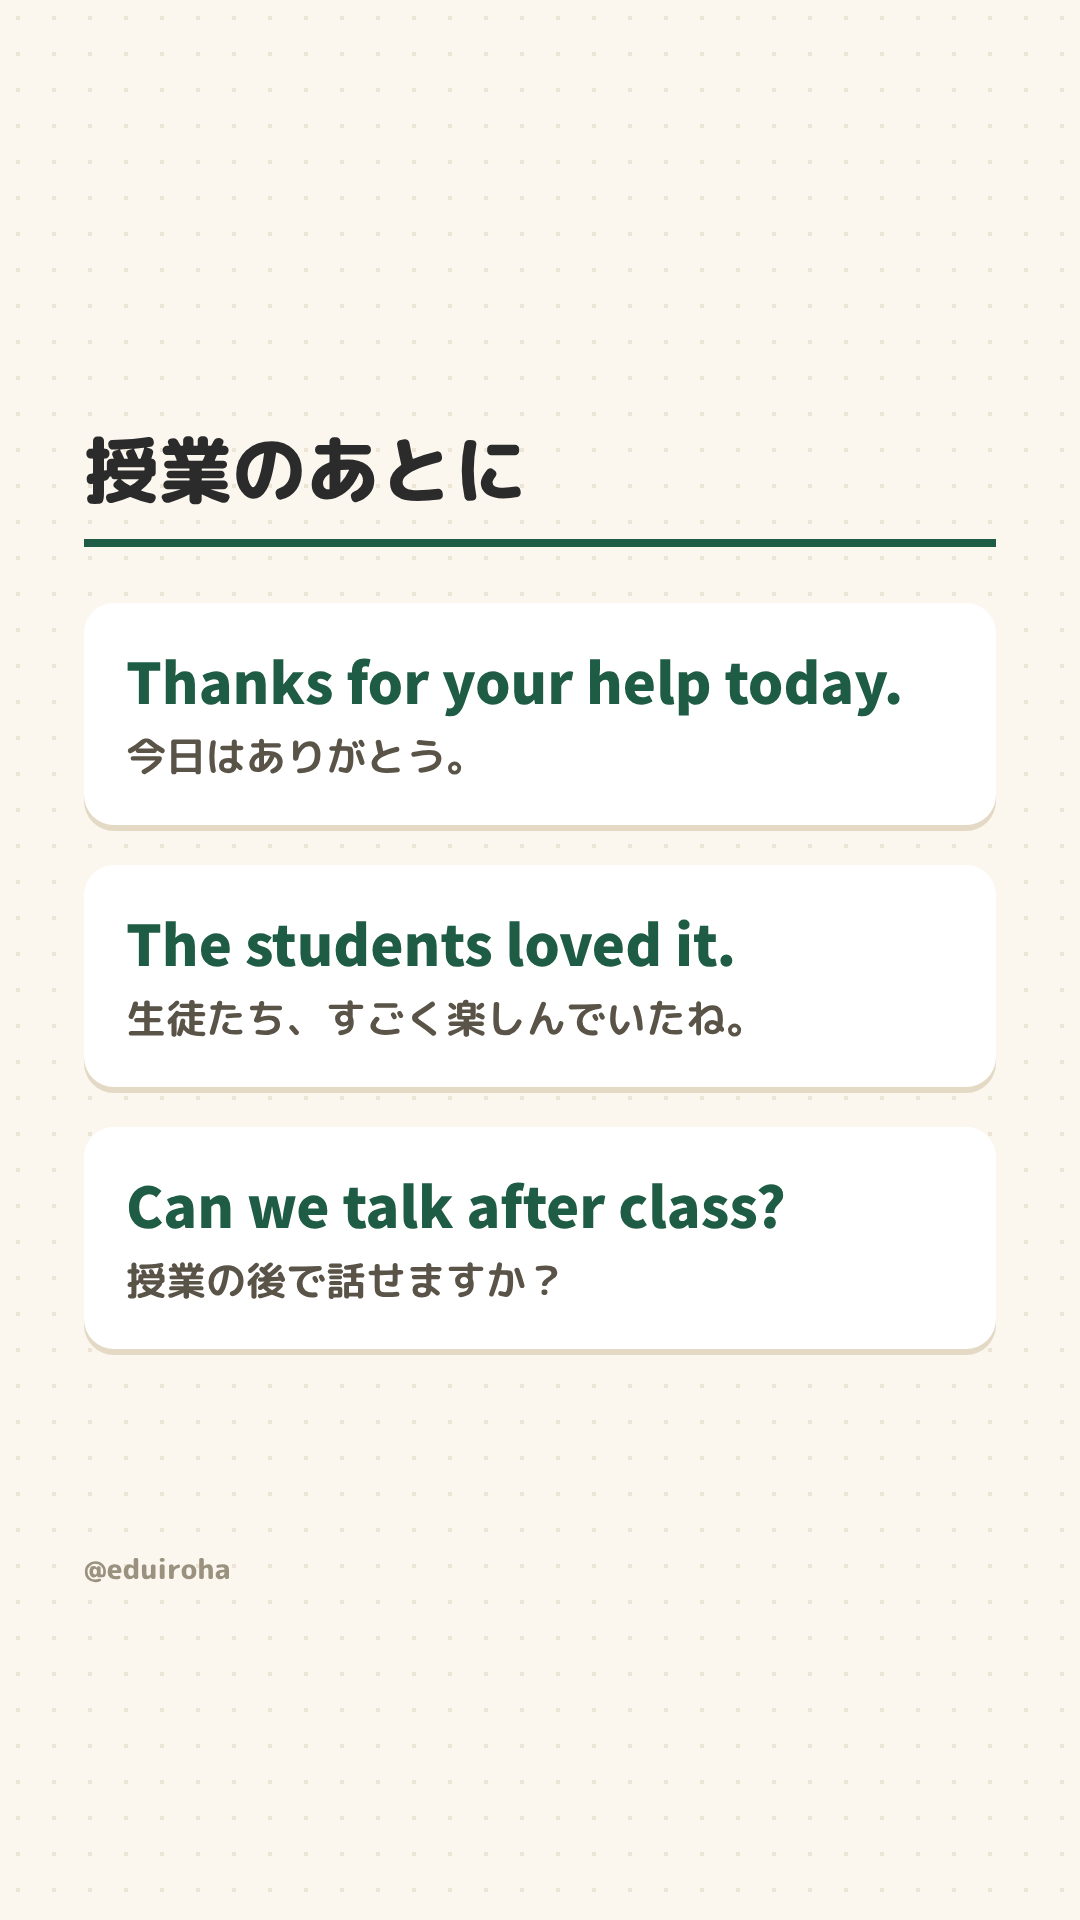 授業のあとに
Thanks for your help today.
今日はありがとう。
The students loved it.
生徒たち、すごく楽しんでいたね。
Can we talk after class?
授業の後で話せますか？
@eduiroha